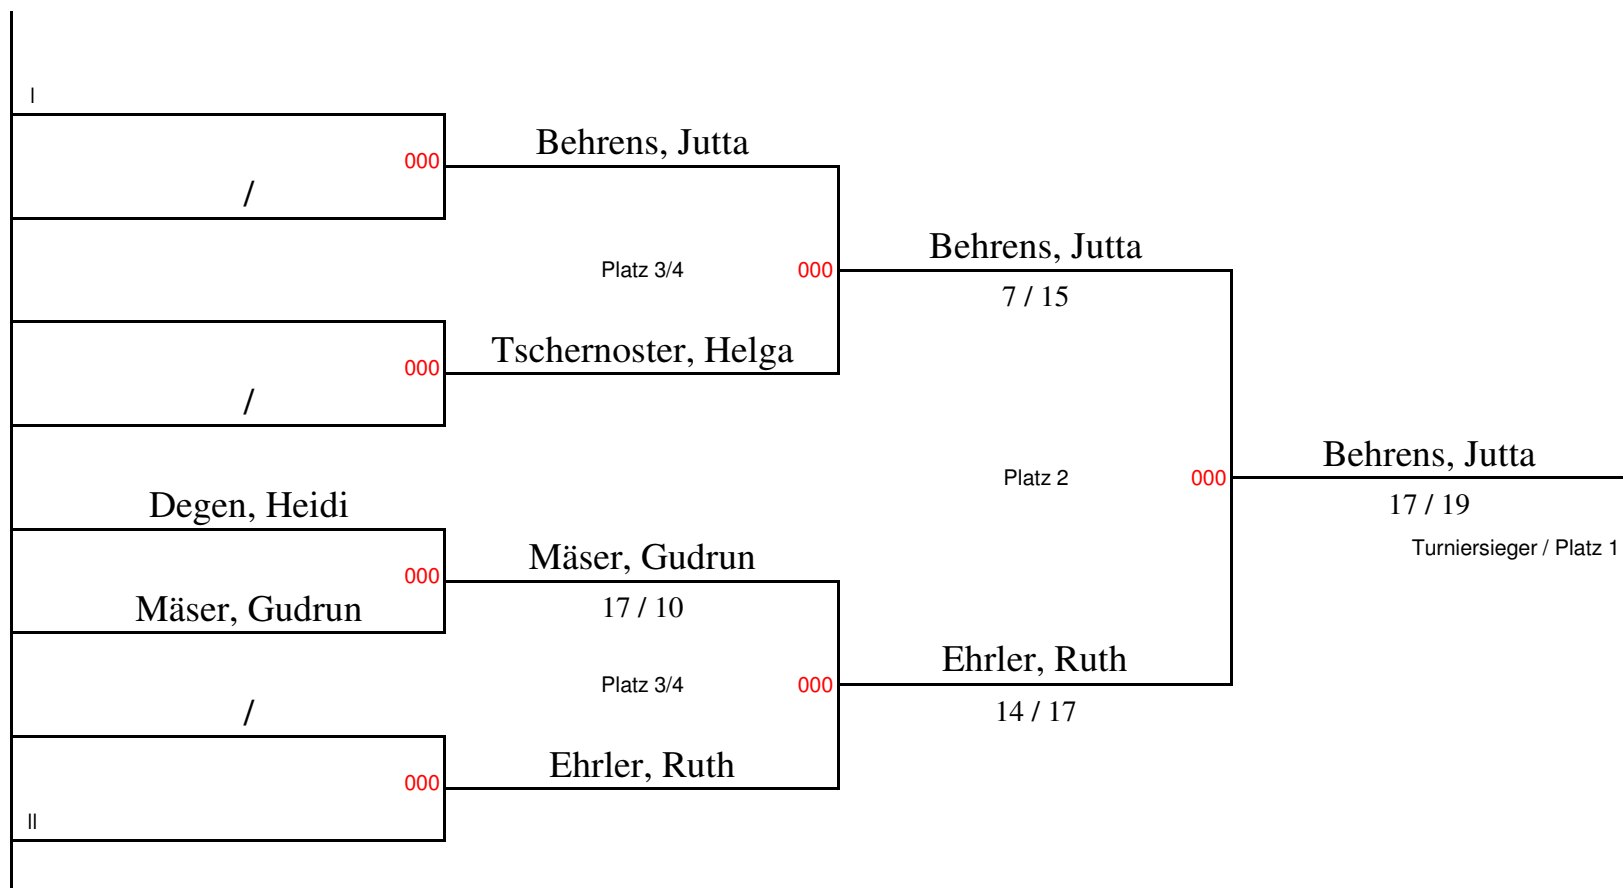 I
000
Behrens, Jutta
/
Platz 3/4
000
Behrens, Jutta
7 / 15
000
Tschernoster, Helga
/
Platz 2
000
Behrens, Jutta
17 / 19
Turniersieger / Platz 1
Degen, Heidi
000
Mäser, Gudrun
17 / 10
Mäser, Gudrun
Platz 3/4
000
Ehrler, Ruth
14 / 17
/
000
Ehrler, Ruth
II